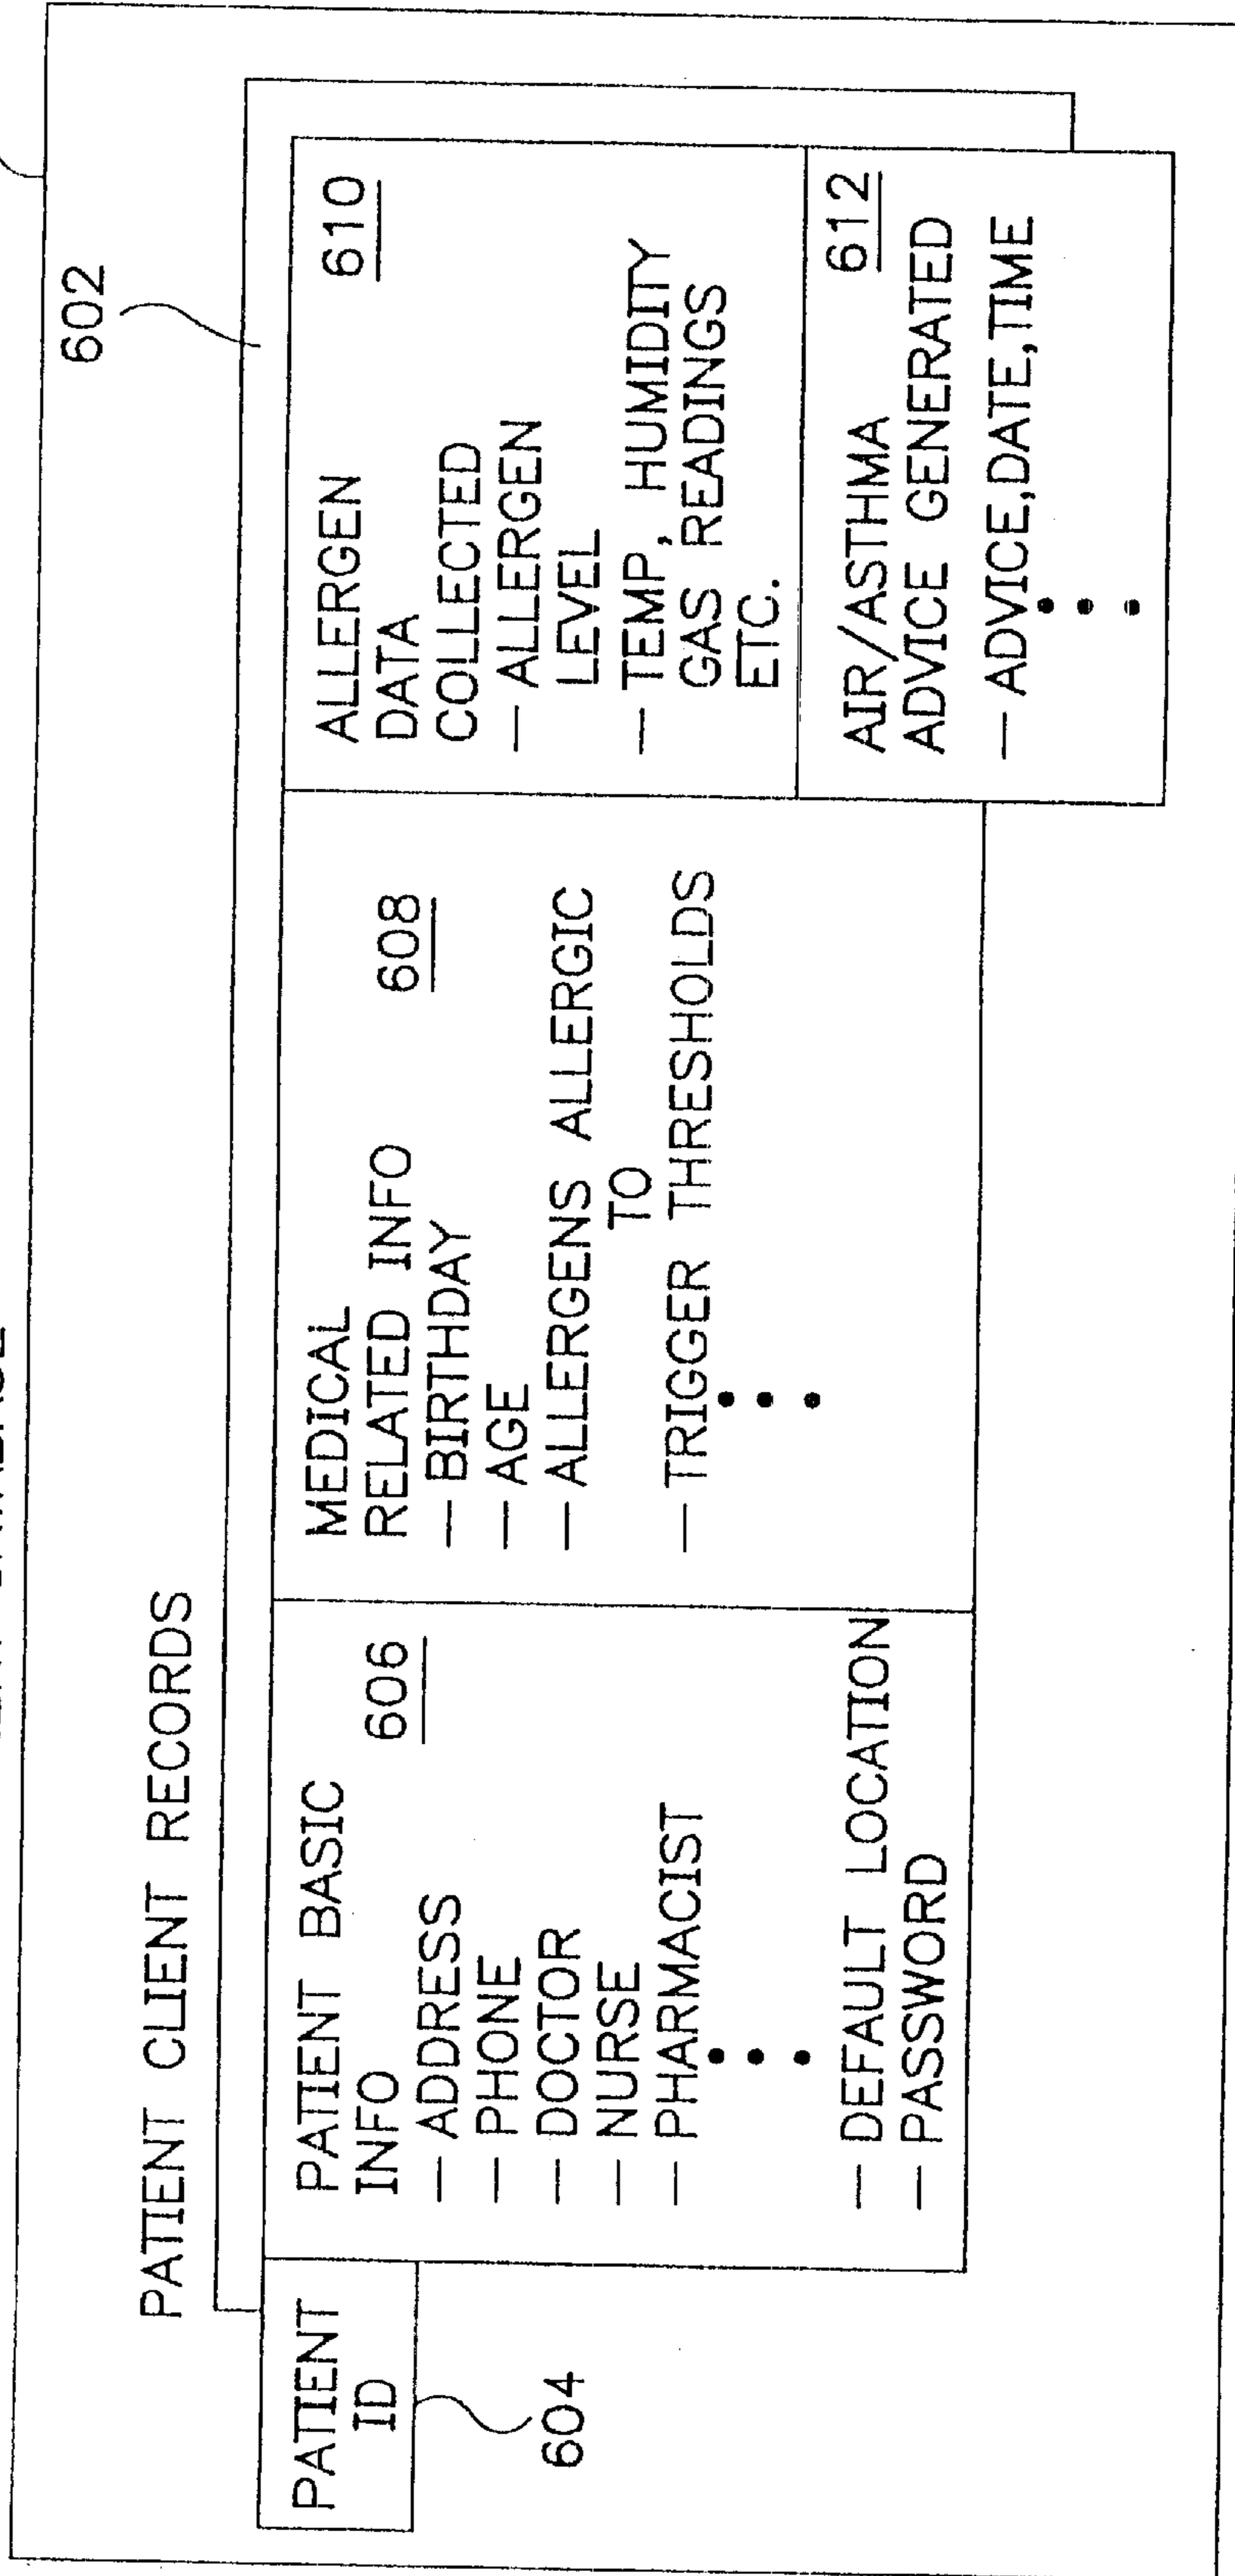 PATIENT CLIENT RECORDS
602
PATIENT
ID
604
PATIENT BASIC
INFO
606
— ADDRESS
— PHONE
— DOCTOR
— NURSE
— PHARMACIST
— DEFAULT LOCATION
— PASSWORD
MEDICAL
RELATED INFO
608
— BIRTHDAY
— AGE
— ALLERGENS ALLERGIC
TO
— TRIGGER THRESHOLDS
ALLERGEN
610
DATA
COLLECTED
— ALLERGEN
LEVEL
— TEMP, HUMIDITY
GAS READINGS
ETC.
AIR/ASTHMA
612
ADVICE GENERATED
— ADVICE,DATE,TIME